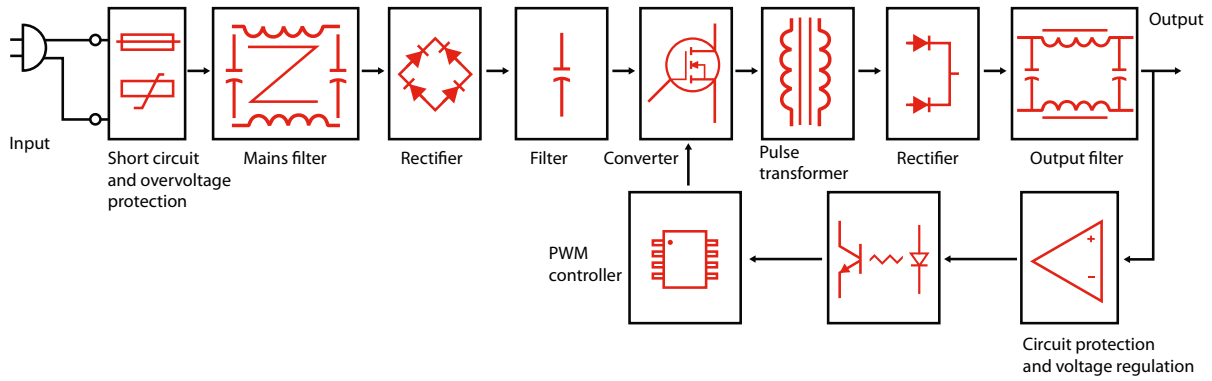 Output
Input
Short circuit
and overvoltage
protection
Mains filter
Rectifier
Filter
Converter
Pulse
transformer
Rectifier
Output filter
PWM
controller
Circuit protection
and voltage regulation